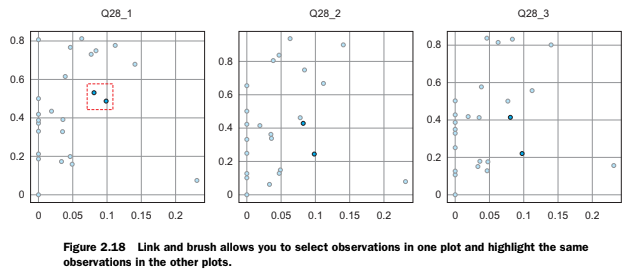 Q28_1
Q28_2
Q28_3
0.8
0.6
0.4
0.2
0
0 0.05 0.1 0.15 0.2
0.8
0.6
0.4
0.2
0
0 0.05 0.1 0.15 0.2
0.8
0.6
0.4
0.2
0
0 0.05 0.1 0.15 0.2
Figure 2.18 Link and brush allows you to select observations in one plot and highlight the same
observations in the other plots.